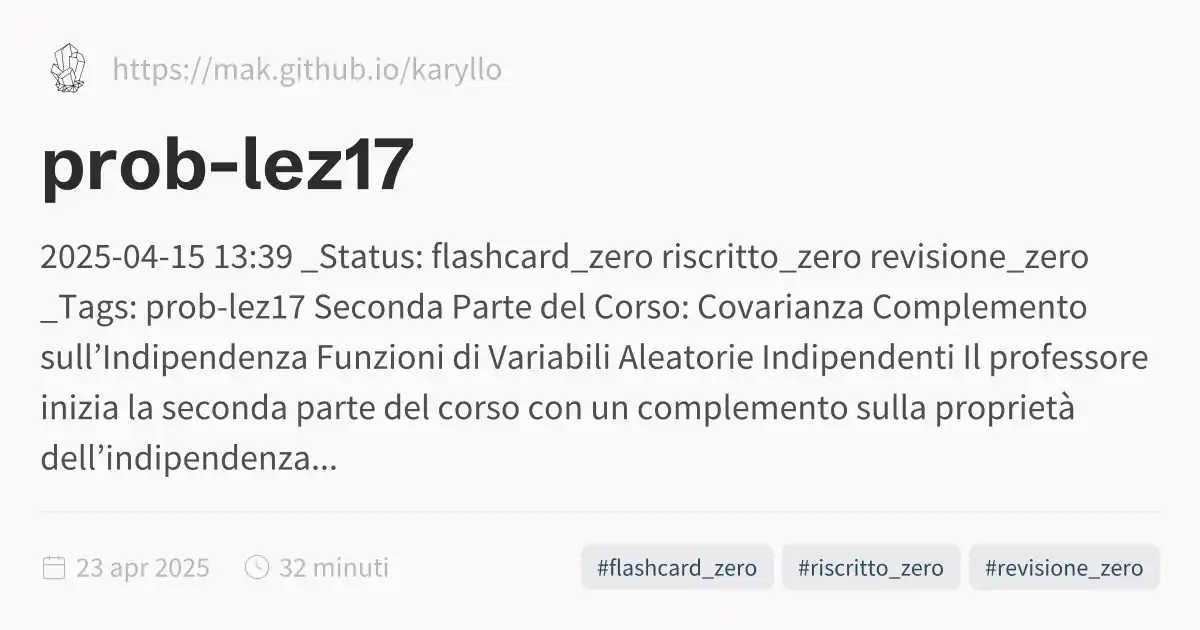 https://mak.github.io/karyllo
prob-lez17
2025-04-15 13:39 _Status: flashcard_zero riscritto_zero revisione_zero
_Tags: prob-lez17 Seconda Parte del Corso: Covarianza Complemento
sull’Indipendenza Funzioni di Variabili Aleatorie Indipendenti Il professore
inizia la seconda parte del corso con un complemento sulla proprietà
dell’indipendenza...
23 apr 2025 32 minuti #flashcard_zero #riscritto_zero #revisione_zero